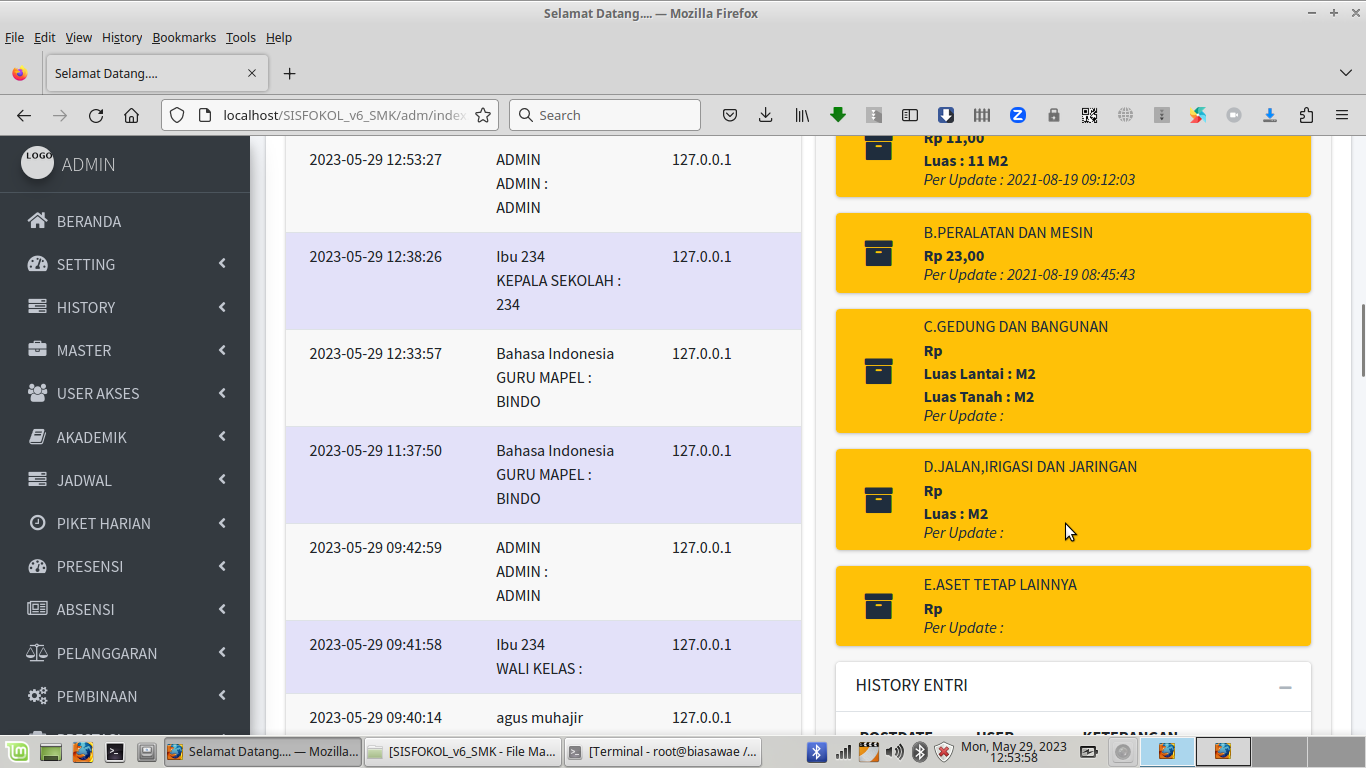 Selamat Datang.... — Mozilla Firefox
File Edit View History Bookmarks Tools Help
Selamat Datang....
localhost/SISFOKOL_v6_SMK/adm/index
Search
LOGO
ADMIN
BERANDA
SETTING
HISTORY
MASTER
USER AKSES
AKADEMIK
JADWAL
PIKET HARIAN
PRESENSI
ABSENSI
PELANGGARAN
PEMBINAAN
2023-05-29 12:53:27 ADMIN 127.0.0.1
ADMIN :
ADMIN
2023-05-29 12:38:26 Ibu 234 127.0.0.1
KEPALA SEKOLAH :
234
2023-05-29 12:33:57 Bahasa Indonesia 127.0.0.1
GURU MAPEL :
BINDO
2023-05-29 11:37:50 Bahasa Indonesia 127.0.0.1
GURU MAPEL :
BINDO
2023-05-29 09:42:59 ADMIN 127.0.0.1
ADMIN :
ADMIN
2023-05-29 09:41:58 Ibu 234 127.0.0.1
WALI KELAS :
2023-05-29 09:40:14 agus muhajir 127.0.0.1
Rp 11,00
Luas : 11 M2
Per Update : 2021-08-19 09:12:03
B.PERALATAN DAN MESIN
Rp 23,00
Per Update : 2021-08-19 08:45:43
C.GEDUNG DAN BANGUNAN
Rp
Luas Lantai : M2
Luas Tanah : M2
Per Update :
D.JALAN,IRIGASI DAN JARINGAN
Rp
Luas : M2
Per Update :
E.ASET TETAP LAINNYA
Rp
Per Update :
HISTORY ENTRI
POSTDATE USER KETERANGAN
Selamat Datang.... — Mozilla... [SISFOKOL_v6_SMK - File Ma... [Terminal - root@biasawae /... Mon, May 29, 2023
12:53:58